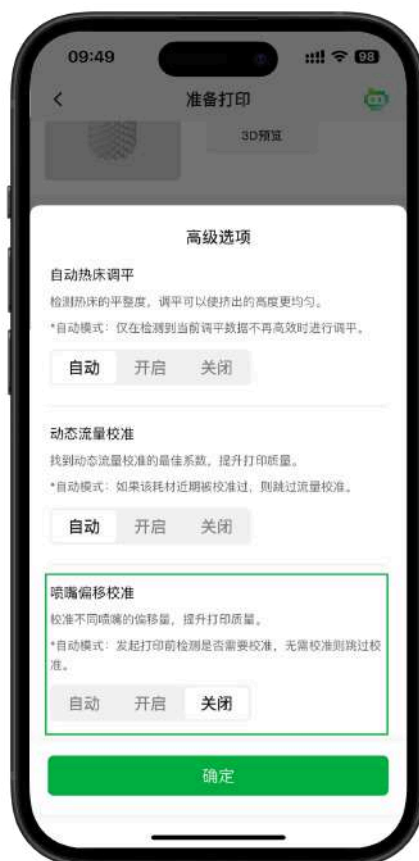 09:49
98
准备打印
3D预览
高级选项
自动热床调平
检测热床的平整度，调平可以使挤出的高度更均匀。
*自动模式：仅在检测到当前调平数据不再高效时进行调平。
自动 开启 关闭
动态流量校准
找到动态流量校准的最佳系数，提升打印质量。
*自动模式：如果该耗材近期被校准过，则跳过流量校准。
自动 开启 关闭
喷嘴偏移校准
校准不同喷嘴的偏移量，提升打印质量。
*自动模式：发起打印前检测是否需要校准，无需校准则跳过校
准。
自动 开启 关闭
确定